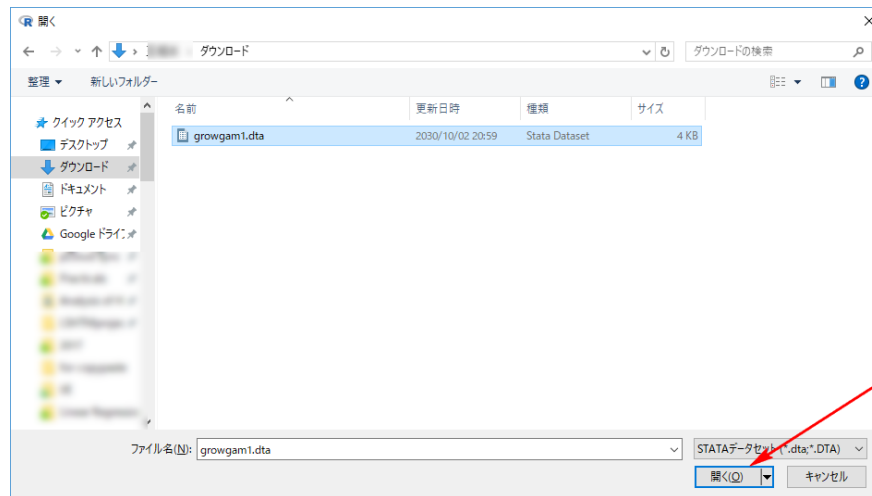 開く
ダウンロード
ダウンロードの検索
整理
新しいフォルダー
名前
更新日時
種類
サイズ
growgam1.dta
2030/10/02 20:59
Stata Dataset
4 KB
クイック アクセス
デスクトップ
ダウンロード
ドキュメント
ピクチャ
Google ドライ
ファイル名(N):
growgam1.dta
STATAデータセット (*.dta;*.DTA)
開く(O)
キャンセル